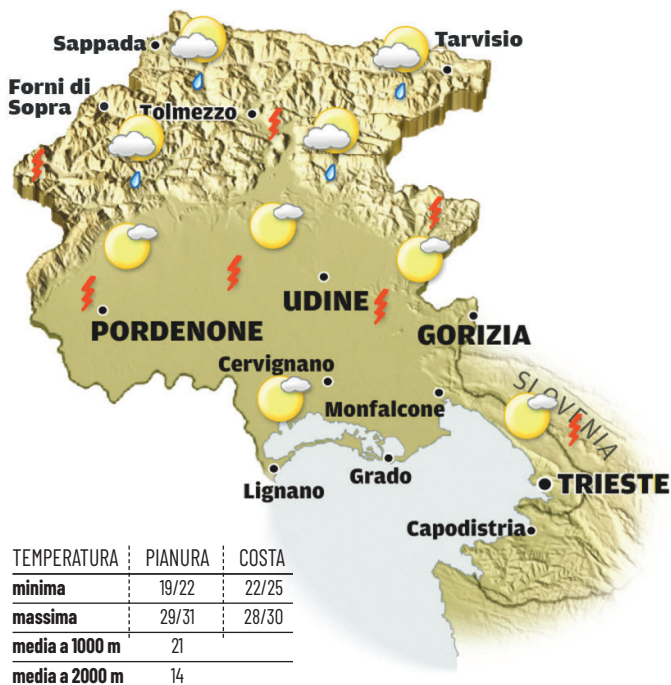 Sappada
Tarvisio
Forni di
Sopra
Tolmezzo
UDINE
PORDENONE
GORIZIA
Cervignano
SLOVENIA
Monfalcone
Grado
Lignano
TRIESTE
Capodistria
TEMPERATURA PIANURA COSTA
minima 19/22 22/25
massima 29/31 28/30
media a 1000 m 21
media a 2000 m 14